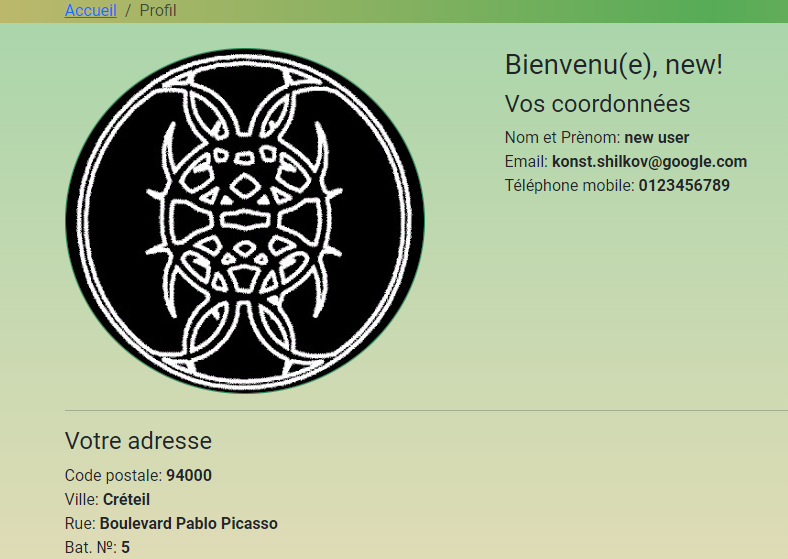 Accueil / Profil
Bienvenu(e), new!
Vos coordonnées
Nom et Prènom: new user
Email: konst.shilkov@google.com
Téléphone mobile: 0123456789
Votre adresse
Code postale: 94000
Ville: Créteil
Rue: Boulevard Pablo Picasso
Bat. №: 5